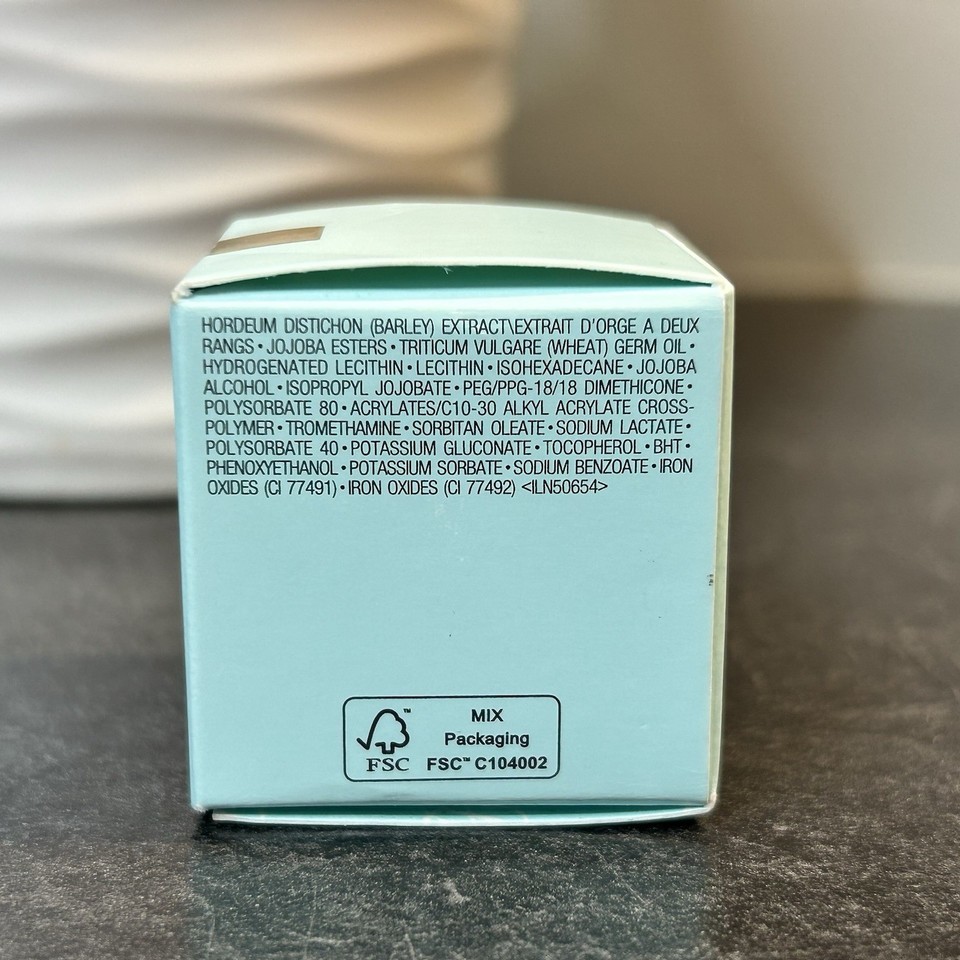 HORDEUM DISTICHON (BARLEY) EXTRACT\EXTRAIT D'ORGE A DEUX
RANGS • JOJOBA ESTERS • TRITICUM VULGARE (WHEAT) GERM OIL •
HYDROGENATED LECITHIN • LECITHIN • ISOHEXADECANE • JOJOBA
ALCOHOL • ISOPROPYL JOJOBATE • PEG/PPG-18/18 DIMETHICONE •
POLYSORBATE 80 • ACRYLATES/C10-30 ALKYL ACRYLATE CROSS-
POLYMER • TROMETHAMINE • SORBITAN OLEATE • SODIUM LACTATE •
POLYSORBATE 40 • POTASSIUM GLUCONATE • TOCOPHEROL • BHT •
PHENOXYETHANOL • POTASSIUM SORBATE • SODIUM BENZOATE • IRON
OXIDES (CI 77491) • IRON OXIDES (CI 77492) <ILN50654>
™
FSC
MIX
Packaging
FSC™ C104002